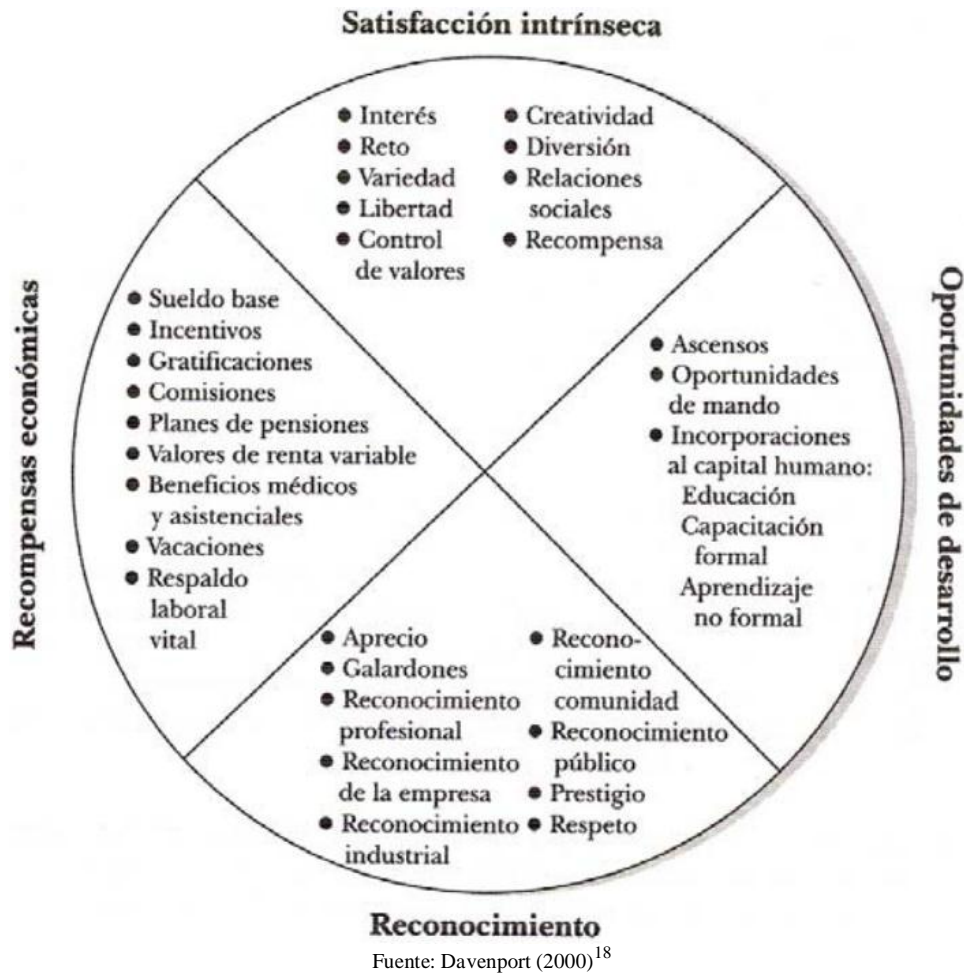 Satisfacción intrínseca
● Interés
● Reto
● Variedad
● Libertad
● Control
de valores
● Creatividad
● Diversión
● Relaciones
sociales
● Recompensa
Recompensas económicas
● Sueldo base
● Incentivos
● Gratificaciones
● Comisiones
● Planes de pensiones
● Valores de renta variable
● Beneficios médicos
y asistenciales
● Vacaciones
● Respaldo
laboral
vital
● Ascensos
● Oportunidades
de mando
● Incorporaciones
al capital humano:
Educación
Capacitación
formal
Aprendizaje
no formal
Oportunidades de desarrollo
● Aprecio
● Galardones
● Reconocimiento
profesional
● Reconocimiento
de la empresa
● Reconocimiento
industrial
● Recono-
cimiento
comunidad
● Reconocimiento
público
● Prestigio
● Respeto
Reconocimiento
Fuente: Davenport (2000)18